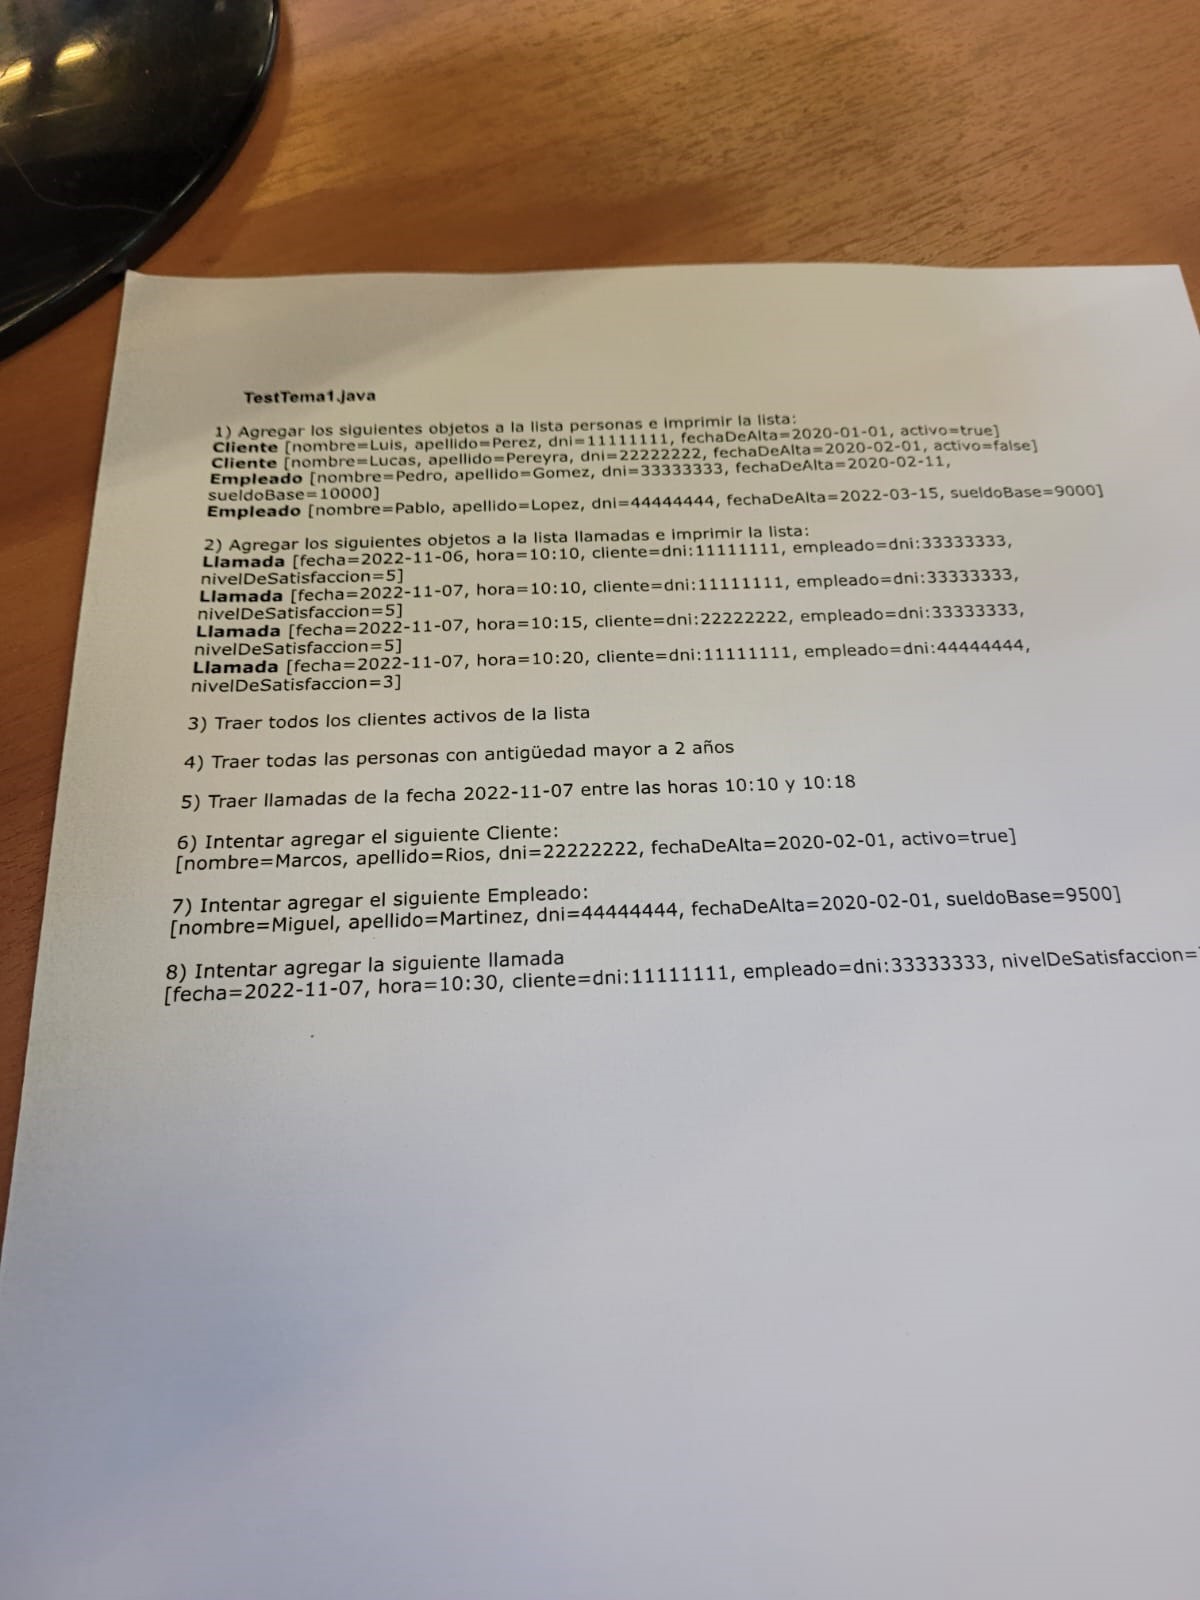 TestTema1.java
1) Agregar los siguientes objetos a la lista personas e imprimir la lista:
Cliente [nombre=Luis, apellido=Perez, dni=11111111, fechaDeAlta=2020-01-01, activo=true]
Cliente [nombre=Lucas, apellido=Pereyra, dni=22222222, fechaDeAlta=2020-02-01, activo=false]
Empleado [nombre=Pedro, apellido=Gomez, dni=33333333, fechaDeAlta=2020-02-11,
sueldoBase=10000]
Empleado [nombre=Pablo, apellido=Lopez, dni=44444444, fechaDeAlta=2022-03-15, sueldoBase=9000]
2) Agregar los siguientes objetos a la lista llamadas e imprimir la lista:
Llamada [fecha=2022-11-06, hora=10:10, cliente=dni:11111111, empleado=dni:33333333,
nivelDeSatisfaccion=5]
Llamada [fecha=2022-11-07, hora=10:10, cliente=dni:11111111, empleado=dni:33333333,
nivelDeSatisfaccion=5]
Llamada [fecha=2022-11-07, hora=10:15, cliente=dni:22222222, empleado=dni:33333333,
nivelDeSatisfaccion=5]
Llamada [fecha=2022-11-07, hora=10:20, cliente=dni:11111111, empleado=dni:44444444,
nivelDeSatisfaccion=3]
3) Traer todos los clientes activos de la lista
4) Traer todas las personas con antigüedad mayor a 2 años
5) Traer llamadas de la fecha 2022-11-07 entre las horas 10:10 y 10:18
6) Intentar agregar el siguiente Cliente:
[nombre=Marcos, apellido=Rios, dni=22222222, fechaDeAlta=2020-02-01, activo=true]
7) Intentar agregar el siguiente Empleado:
[nombre=Miguel, apellido=Martinez, dni=44444444, fechaDeAlta=2020-02-01, sueldoBase=9500]
8) Intentar agregar la siguiente llamada
[fecha=2022-11-07, hora=10:30, cliente=dni:11111111, empleado=dni:33333333, nivelDeSatisfaccion=